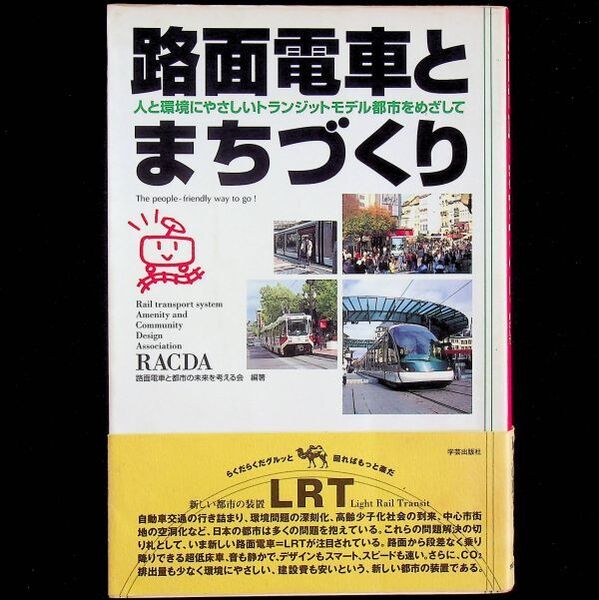 路面電車と
人と環境にやさしいトランジットモデル都市をめざして
まちづくり
The people-friendly way to go!
Rail transport system
Amenity and
Community
Design
Association
RACDA
路面電車と都市の未来を考える会 編著
学芸出版社
らくだらくだグルッと 回ればもっと楽だ
新しい都市の装置 LRT Light Rail Transit
自動車交通の行き詰まり、環境問題の深刻化、高齢少子化社会の到来、中心市街
地の空洞化など、日本の都市は多くの問題を抱えている。これらの問題解決の切
り札として、いま新しい路面電車=LRTが注目されている。路面から段差なく乗り
降りできる超低床車、音も静かで、デザインもスマート、スピードも速い。さらに、CO₂
排出量も少なく環境にやさしい、建設費も安いという、新しい都市の装置である。